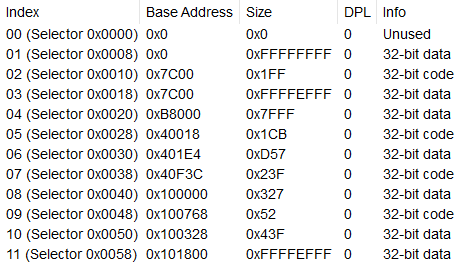 Index Base Address Size DPL Info
00 (Selector 0x0000) 0x0 0x0 0 Unused
01 (Selector 0x0008) 0x0 0xFFFFFFFF 0 32-bit data
02 (Selector 0x0010) 0x7C00 0x1FF 0 32-bit code
03 (Selector 0x0018) 0x7C00 0xFFFFEFFF 0 32-bit data
04 (Selector 0x0020) 0xB8000 0x7FFF 0 32-bit data
05 (Selector 0x0028) 0x40018 0x1CB 0 32-bit code
06 (Selector 0x0030) 0x401E4 0xD57 0 32-bit data
07 (Selector 0x0038) 0x40F3C 0x23F 0 32-bit code
08 (Selector 0x0040) 0x100000 0x327 0 32-bit data
09 (Selector 0x0048) 0x100768 0x52 0 32-bit code
10 (Selector 0x0050) 0x100328 0x43F 0 32-bit data
11 (Selector 0x0058) 0x101800 0xFFFFEFFF 0 32-bit data